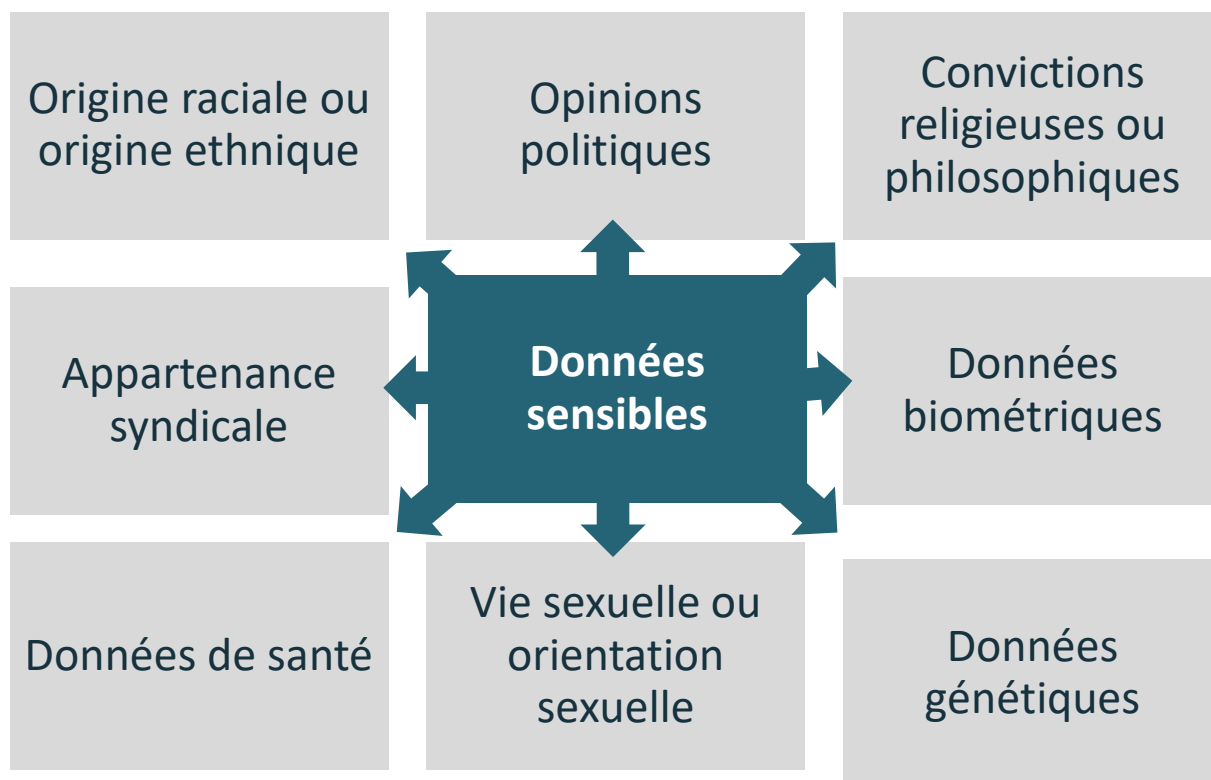 Origine raciale ou
origine ethnique
Opinions
politiques
Convictions
religieuses ou
philosophiques
Appartenance
syndicale
Données
sensibles
Données
biométriques
Données de santé
Vie sexuelle ou
orientation
sexuelle
Données
génétiques